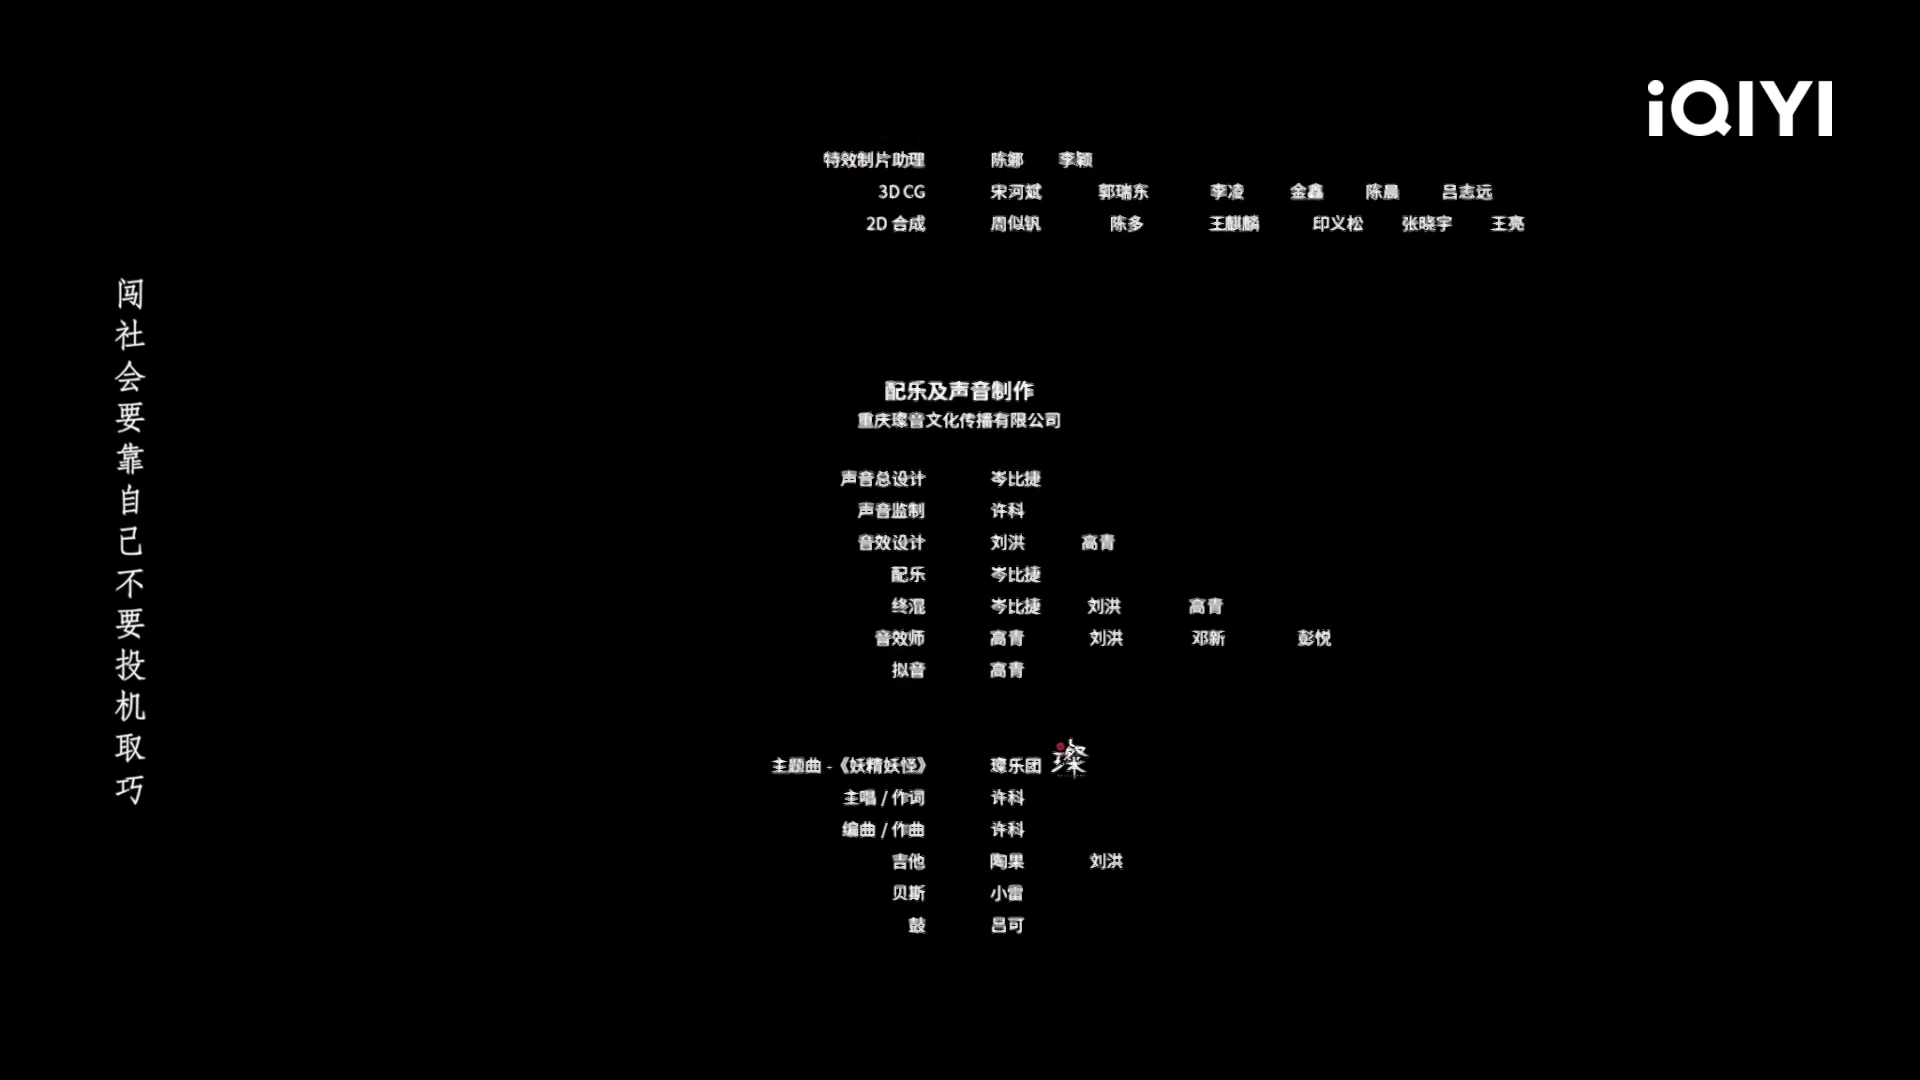 iQIYI
特效制片助理 陈娜 李颖
3D CG 宋河斌 郭瑞东 李凌 金鑫 陈晨 吕志远
2D 合成 周似钒 陈多 王麒麟 印义松 张晓宇 王亮
闯社会要靠自己不要投机取巧
配乐及声音制作
重庆璨音文化传播有限公司
声音总设计 岑比捷
声音监制 许科
音效设计 刘洪 高青
配乐 岑比捷
终混 岑比捷 刘洪 高青
音效师 高青 刘洪 邓新 彭悦
拟音 高青
主题曲 -《妖精妖怪》 璨乐团 璨
主唱 / 作词 许科
编曲 / 作曲 许科
吉他 陶果 刘洪
贝斯 小雷
鼓 吕可